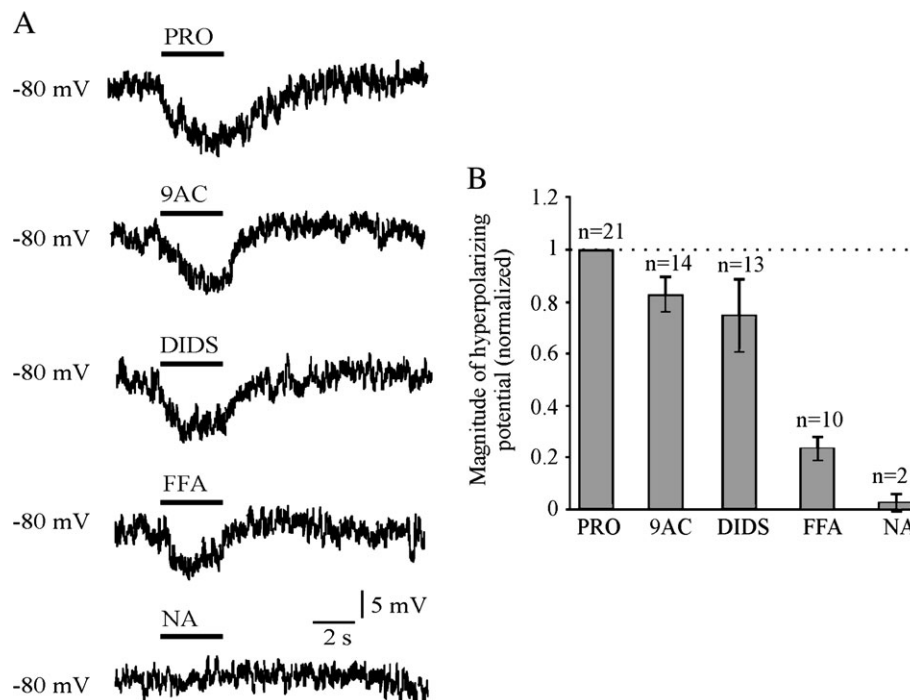 A
PRO
-80 mV
9AC
-80 mV
DIDS
-80 mV
FFA
-80 mV
5 mV
2 s
NA
-80 mV
B
Magnitude of hyperpolarizing
potential (normalized)
1.2
1
0.8
0.6
0.4
0.2
0
n=21
n=14
n=13
n=10
n=2
PRO 9AC DIDS FFA NA